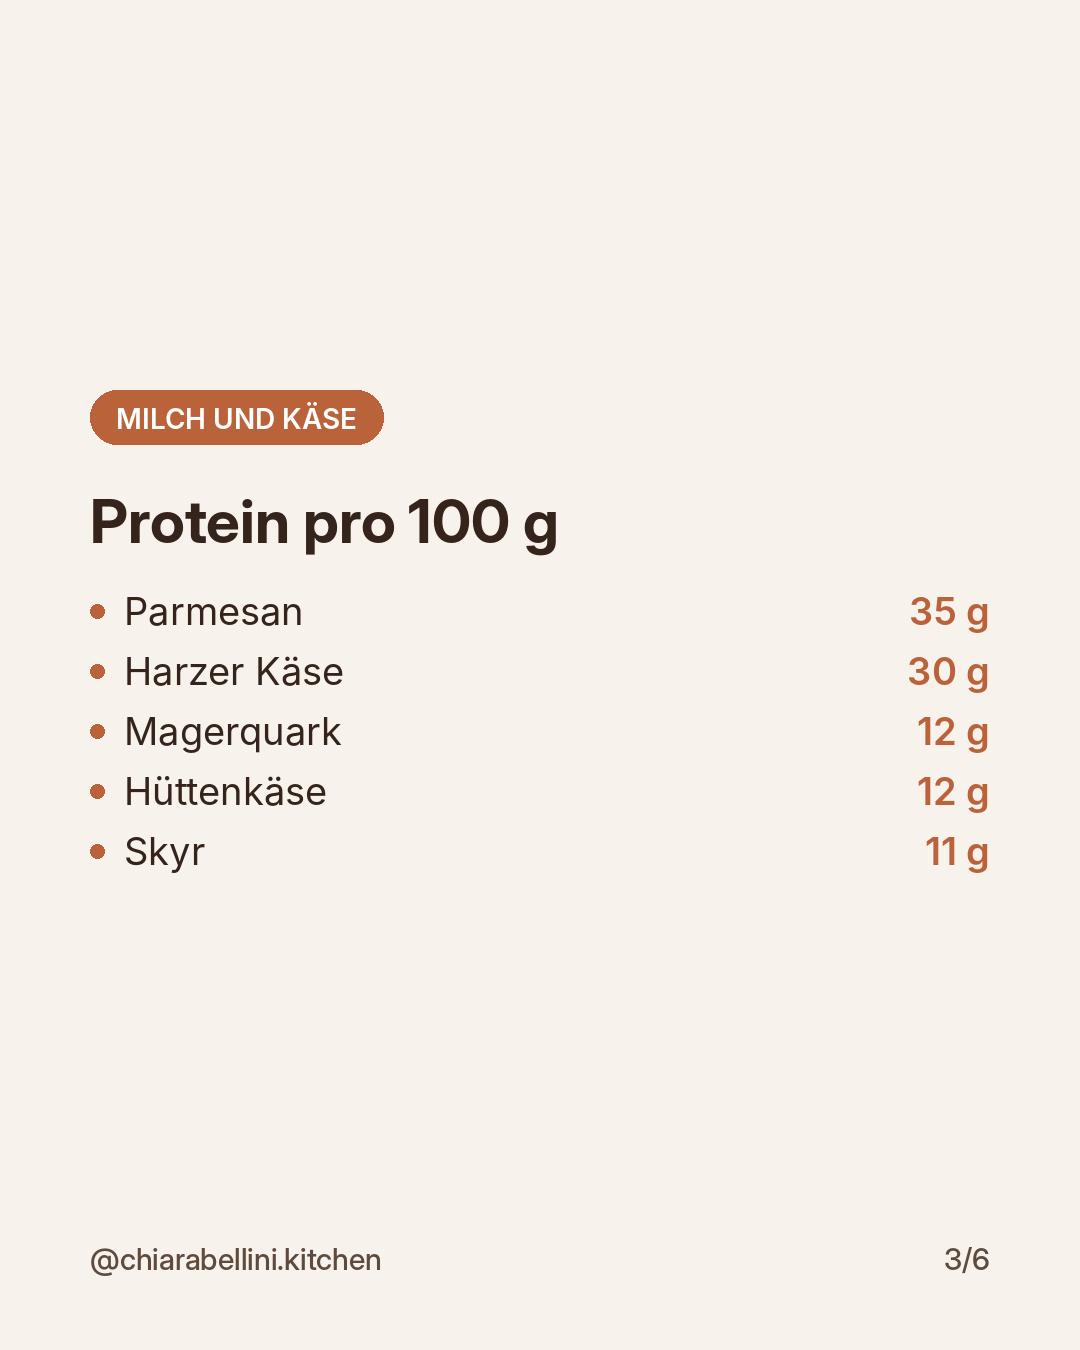 MILCH UND KÄSE
Protein pro 100 g
Parmesan 35 g
Harzer Käse 30 g
Magerquark 12 g
Hüttenkäse 12 g
Skyr 11 g
@chiarabellini.kitchen 3/6